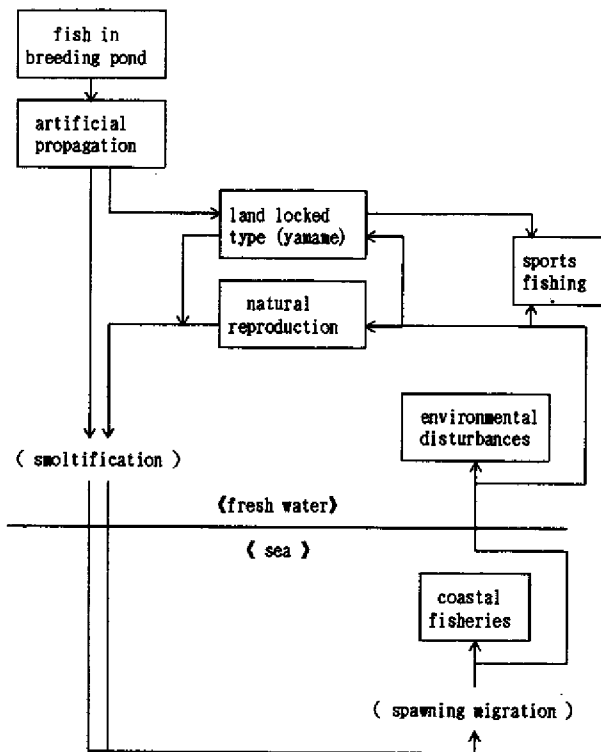 fish in
breeding pond
artificial
propagation
land locked
type (yamame)
sports
fishing
natural
reproduction
environmental
disturbances
( smoltification )
《fresh water》
《 sea 》
coastal
fisheries
( spawning migration )